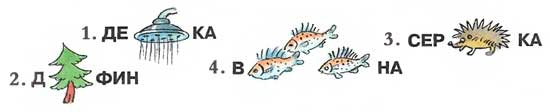 1. ДЕ КА
2. Д ФИН
3. СЕР КА
4. В НА